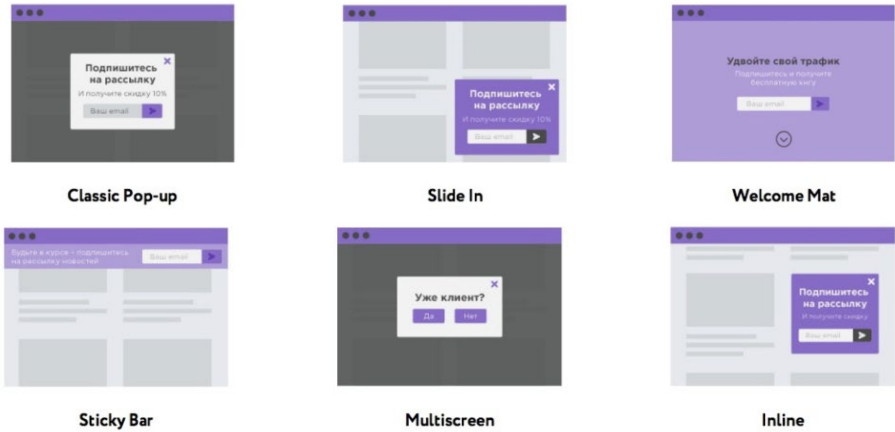 Подпишитесь
на рассылку
И получите скидку 10%
Ваш email
Classic Pop-up
Подпишитесь
на рассылку
И получите скидку 10%
Ваш email
Slide In
Удвойте свой трафик
Подпишитесь и получите
бесплатную книгу
Ваш email
Welcome Mat
Будьте в курсе – подпишитесь
на рассылку новостей
Ваш email
Sticky Bar
Уже клиент?
Да
Нет
Multiscreen
Подпишитесь
на рассылку
И получите скидку
Ваш email
Inline